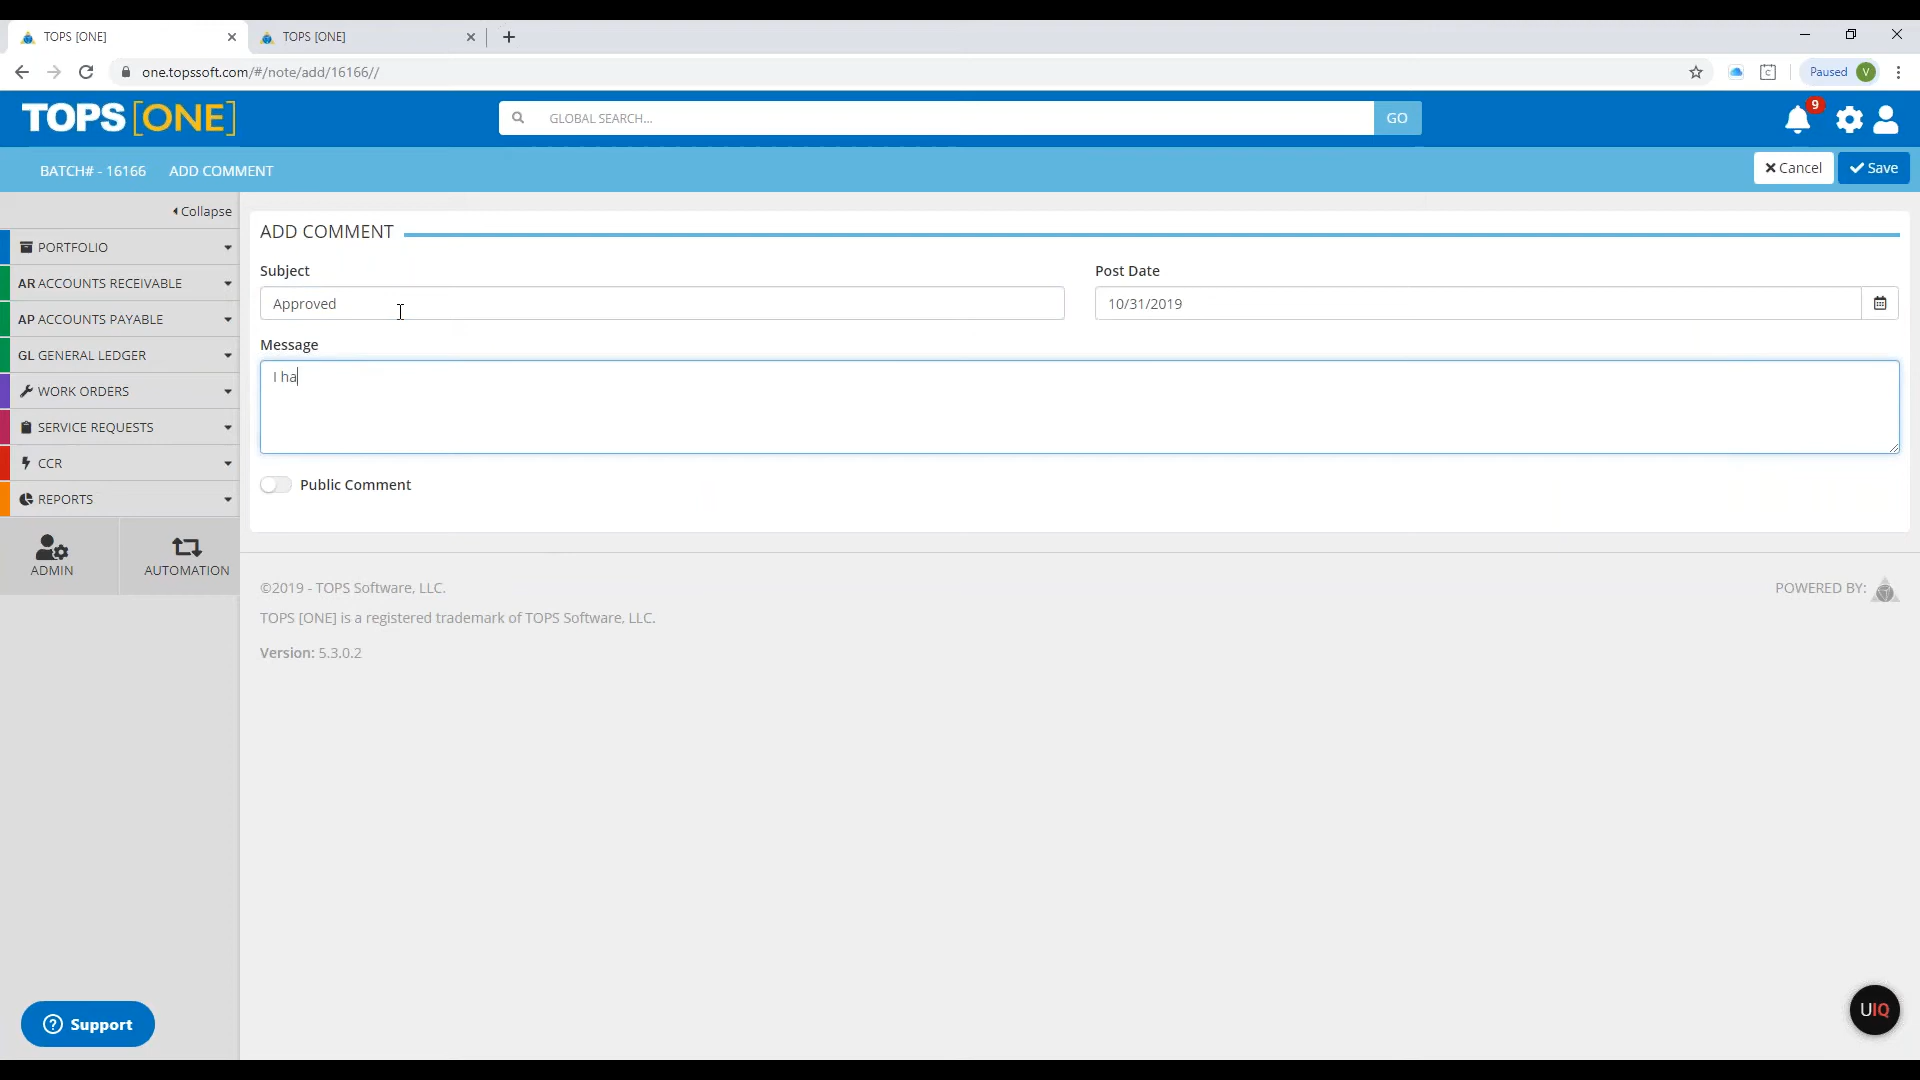 TOPS [ONE]
TOPS [ONE]
one.topssoft.com/#/note/add/16166//
Paused V
TOPS [ONE]
GLOBAL SEARCH...
GO
9
BATCH# - 16166 ADD COMMENT
Cancel
Save
Collapse
PORTFOLIO
AR ACCOUNTS RECEIVABLE
AP ACCOUNTS PAYABLE
GL GENERAL LEDGER
WORK ORDERS
SERVICE REQUESTS
CCR
REPORTS
ADMIN
AUTOMATION
ADD COMMENT
Subject
Approved
Post Date
10/31/2019
Message
I ha
Public Comment
©2019 - TOPS Software, LLC.
POWERED BY:
TOPS [ONE] is a registered trademark of TOPS Software, LLC.
Version: 5.3.0.2
? Support
UIQ